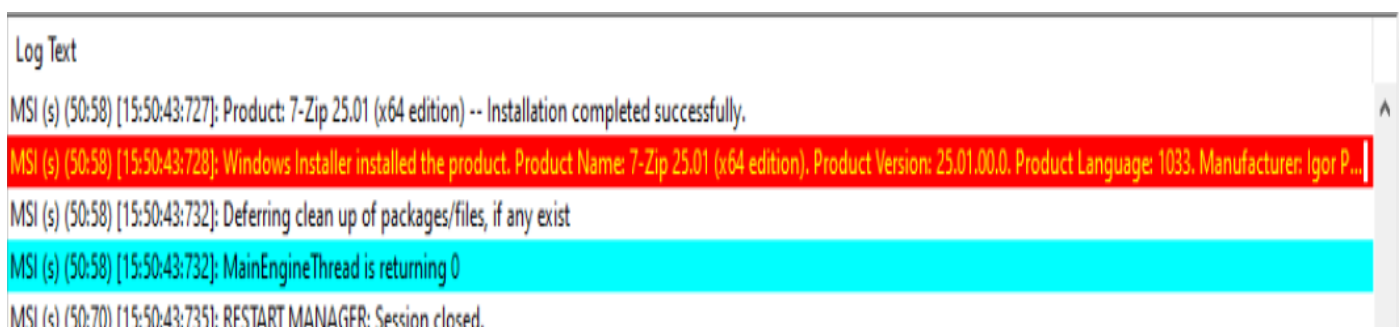 Log Text
MSI (s) (50:58) [15:50:43:727]: Product: 7-Zip 25.01 (x64 edition) -- Installation completed successfully.
MSI (s) (50:58) [15:50:43:728]: Windows Installer installed the product. Product Name: 7-Zip 25.01 (x64 edition). Product Version: 25.01.00.0. Product Language: 1033. Manufacturer: Igor P...
MSI (s) (50:58) [15:50:43:732]: Deferring clean up of packages/files, if any exist
MSI (s) (50:58) [15:50:43:732]: MainEngineThread is returning 0
MSI (s) (50:70) [15:50:43:735]: RESTART MANAGER: Session closed.